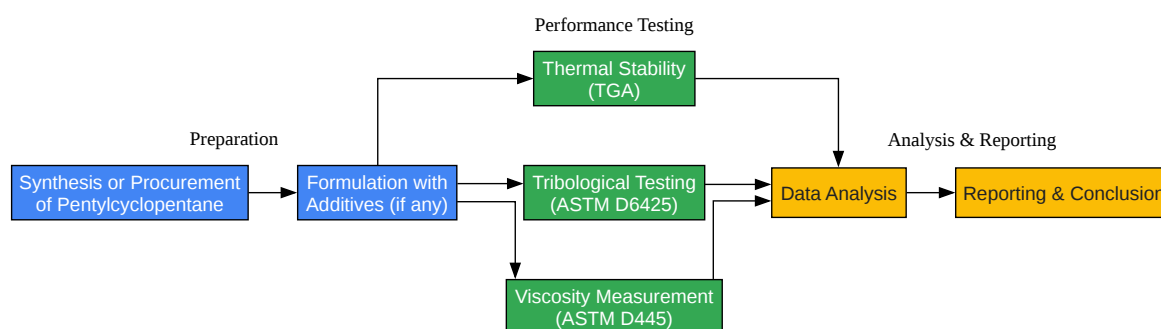 Performance Testing
Thermal Stability
(TGA)
Preparation
Analysis & Reporting
Synthesis or Procurement
of Pentylcyclopentane
Formulation with
Additives (if any)
Tribological Testing
(ASTM D6425)
Data Analysis
Reporting & Conclusion
Viscosity Measurement
(ASTM D445)